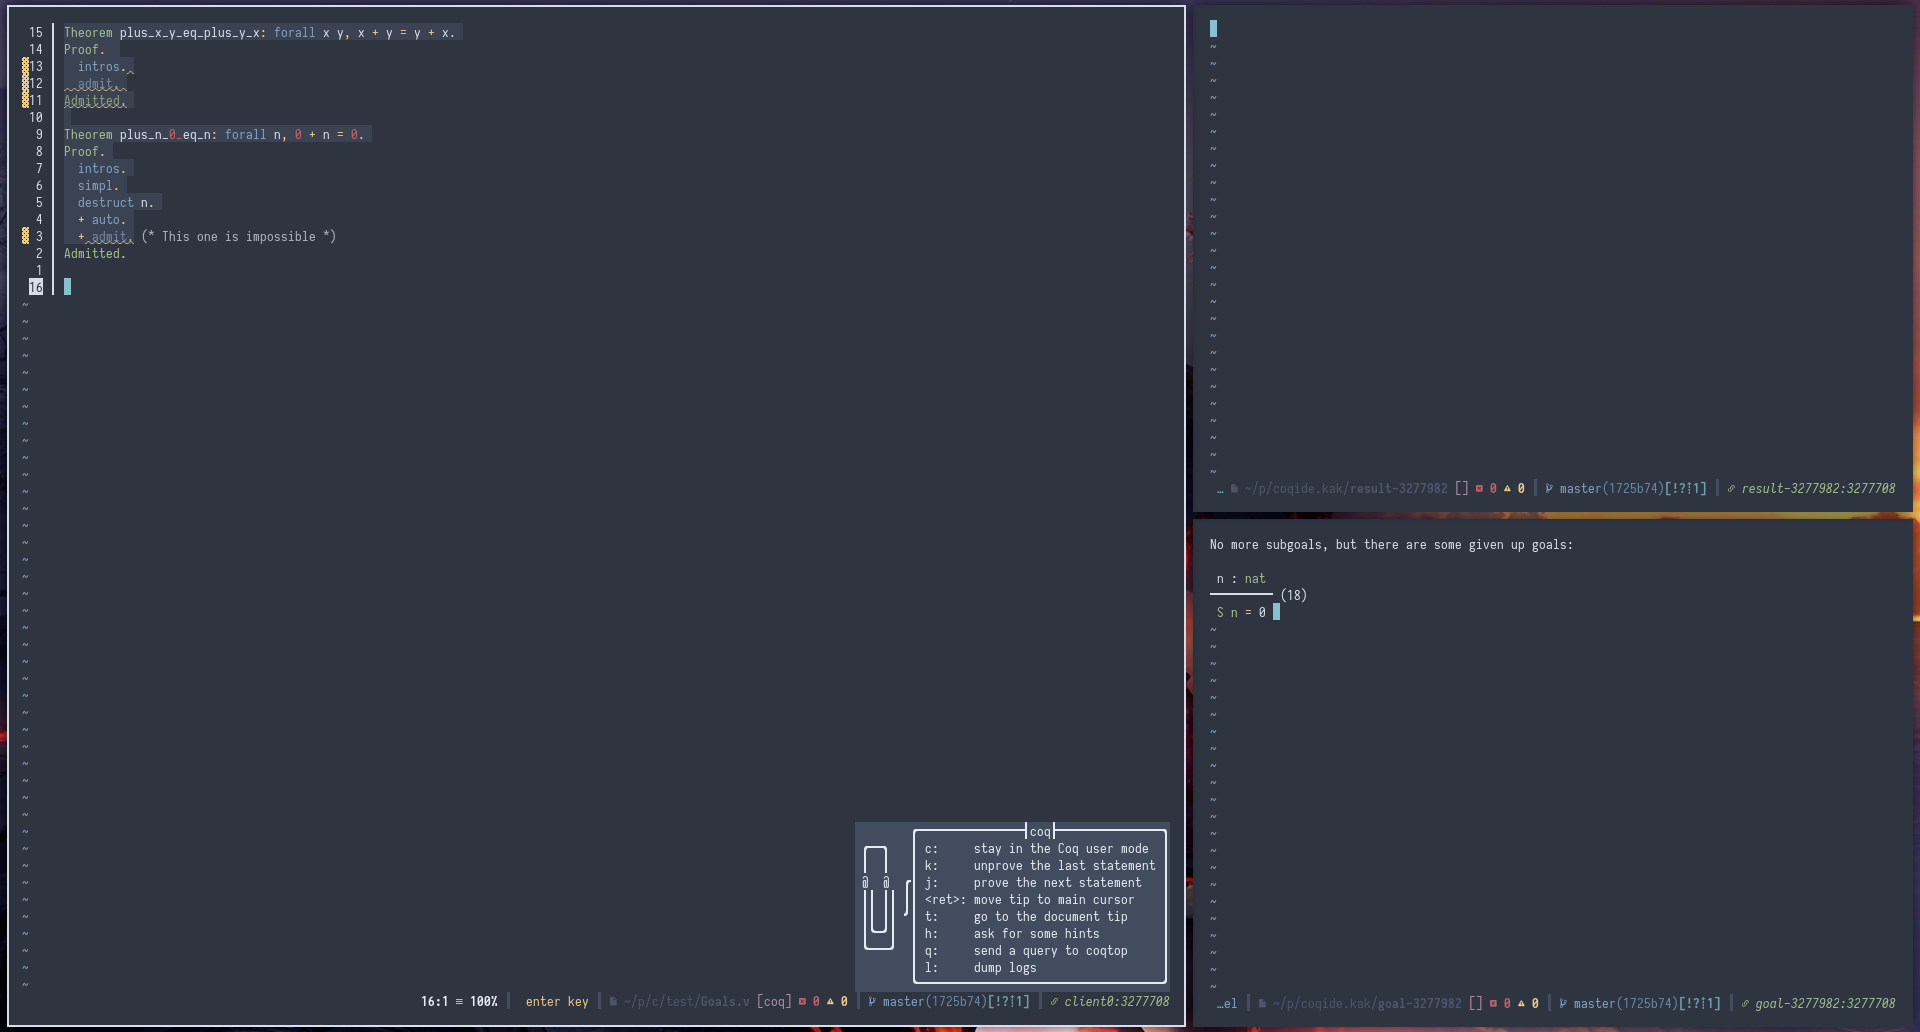 15 Theorem plus_x_y_eq_plus_y_x: forall x y, x + y = y + x.
14 Proof.
13   intros.
12   admit.
11 Admitted.
10
9 Theorem plus_n_0_eq_n: forall n, 0 + n = 0.
8 Proof.
7   intros.
6   simpl.
5   destruct n.
4   + auto.
3   + admit. (* This one is impossible *)
2 Admitted.
1
16
coq
c: stay in the Coq user mode
k: unprove the last statement
j: prove the next statement
<ret>: move tip to main cursor
t: go to the document tip
h: ask for some hints
q: send a query to coqtop
l: dump logs
16:1 ≡ 100% enter key ~/p/c/test/Goals.v [coq] 0 0 master(1725b74)[!?⇡1] client0:3277708
… ~/p/coqide.kak/result-3277982 [] 0 0 master(1725b74)[!?⇡1] result-3277982:3277708
No more subgoals, but there are some given up goals:
n : nat
(18)
S n = 0
…el ~/p/coqide.kak/goal-3277982 [] 0 0 master(1725b74)[!?⇡1] goal-3277982:3277708